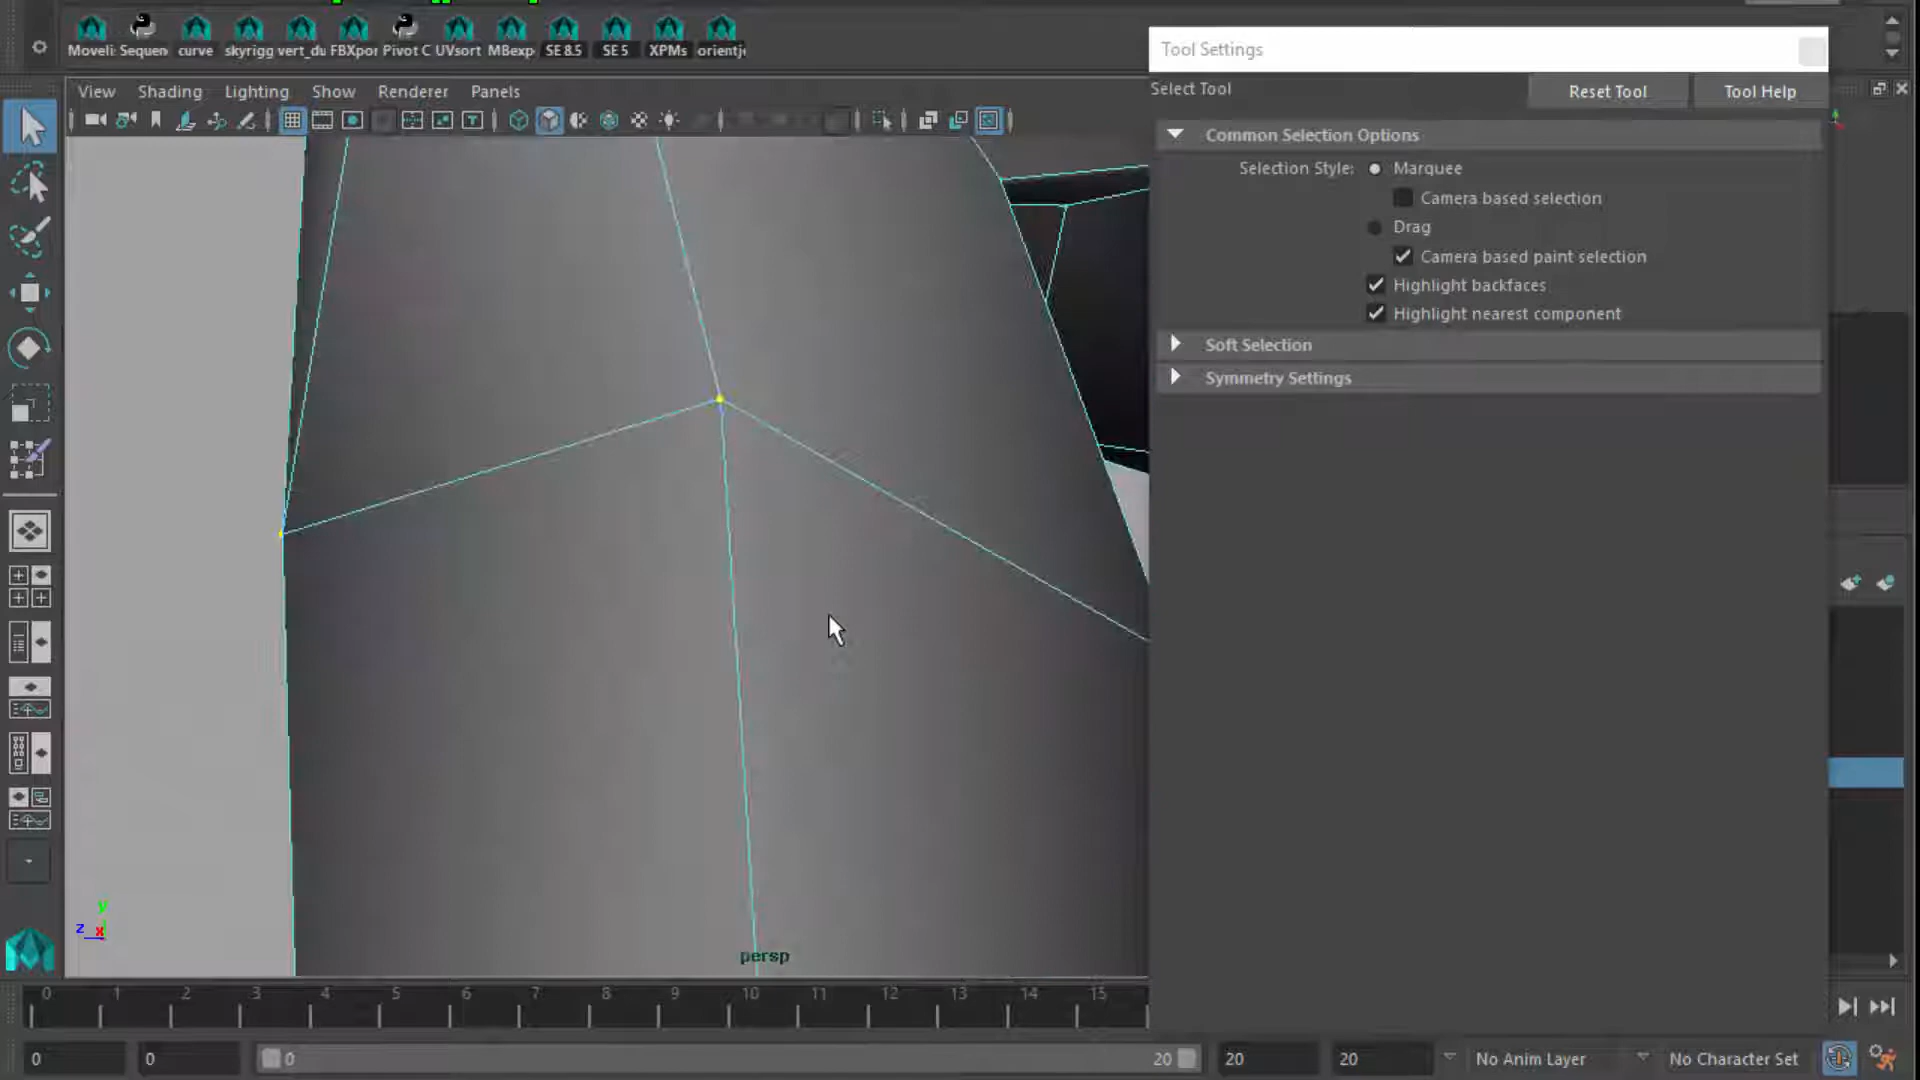 Moveli Sequen curve skyrigg vert_du FBXpor Pivot C UVsort MBexp SE 8.5 SE 5 XPMs orientj
Tool Settings
View Shading Lighting Show Renderer Panels
Select Tool
Reset Tool
Tool Help
Common Selection Options
Selection Style: Marquee
Camera based selection
Drag
Camera based paint selection
Highlight backfaces
Highlight nearest component
Soft Selection
Symmetry Settings
y
z x
persp
0 1 2 3 4 5 6 7 8 9 10 11 12 13 14 15
0 0 0 20 20 20 No Anim Layer No Character Set